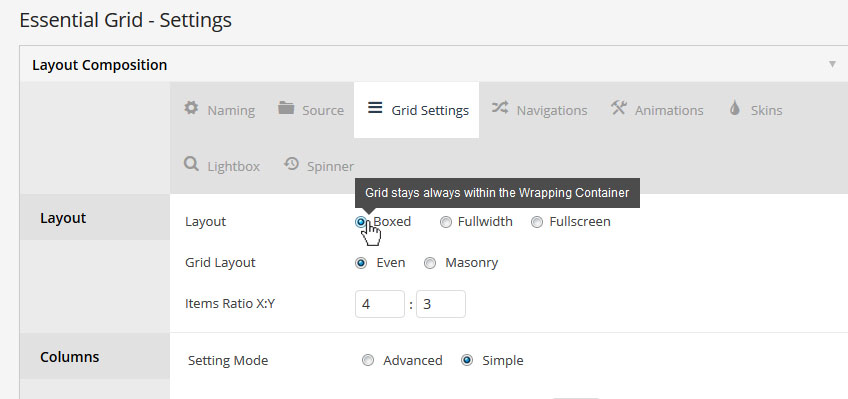 Essential Grid - Settings
Layout Composition
Naming Source Grid Settings Navigations Animations Skins
Lightbox Spinner
Grid stays always within the Wrapping Container
Layout Layout Boxed Fullwidth Fullscreen
Grid Layout Even Masonry
Items Ratio X:Y 4 : 3
Columns Setting Mode Advanced Simple